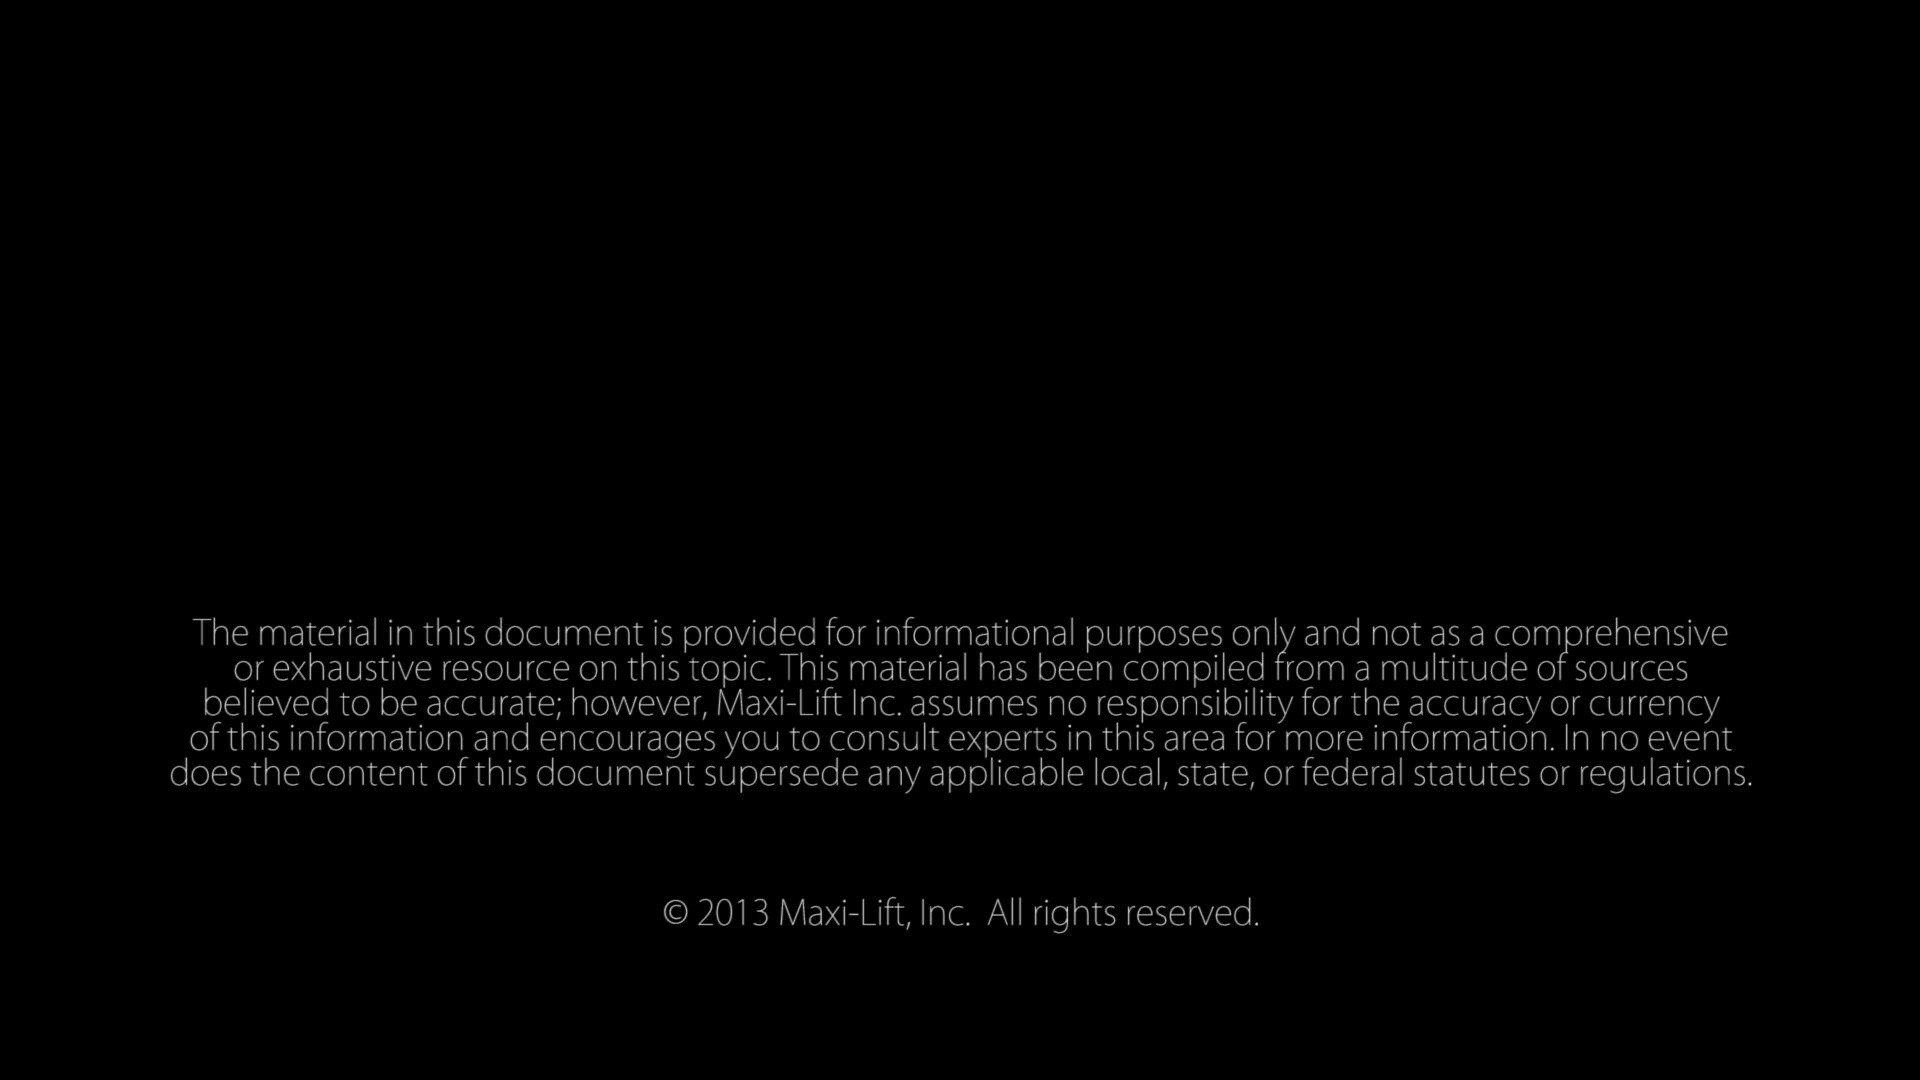 The material in this document is provided for informational purposes only and not as a comprehensive
or exhaustive resource on this topic. This material has been compiled from a multitude of sources
believed to be accurate; however, Maxi-Lift Inc. assumes no responsibility for the accuracy or currency
of this information and encourages you to consult experts in this area for more information. In no event
does the content of this document supersede any applicable local, state, or federal statutes or regulations.
© 2013 Maxi-Lift, Inc.  All rights reserved.